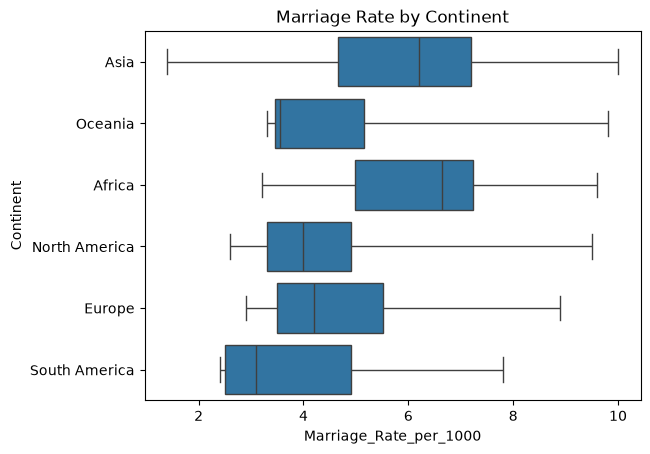 Marriage Rate by Continent
Continent
Asia
Oceania
Africa
North America
Europe
South America
2 4 6 8 10
Marriage_Rate_per_1000